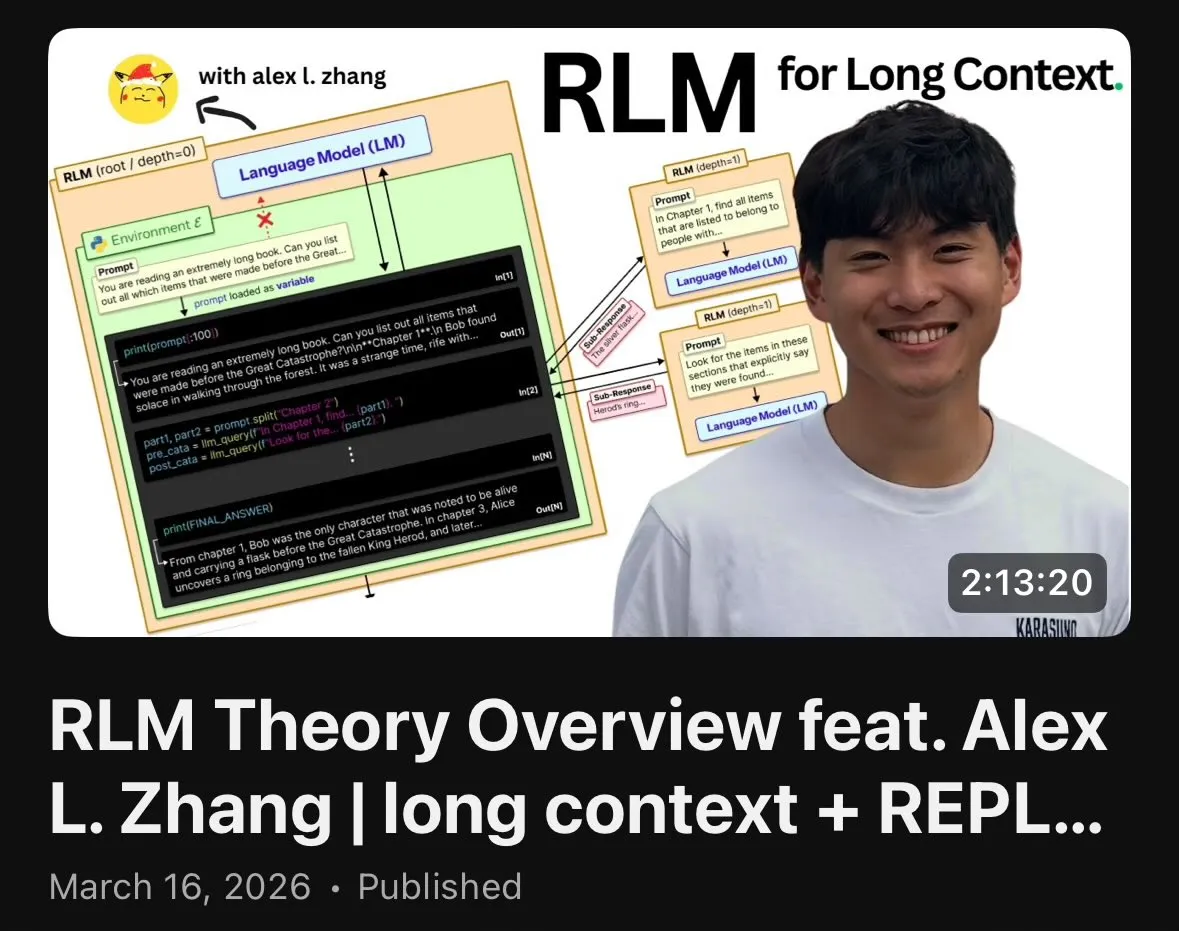 with alex l. zhang
RLM for Long Context.
RLM (root / depth=0)
Language Model (LM)
Environment ℰ
Prompt
You are reading an extremely long book. Can you list
out all which items that were made before the Great...
prompt loaded as variable
In[1]
print(prompt[:100])
You are reading an extremely long book. Can you list out all items that
were made before the Great Catastrophe?\n\n**Chapter 1**.\n Bob found
solace in walking through the forest. It was a strange time, rife with...
Out[1]
In[2]
part1, part2 = prompt.split("Chapter 2")
pre_cata = llm_query(f"In Chapter 1, find... {part1}, ")
post_cata = llm_query(f"Look for the... {part2}.")
In[N]
print(FINAL_ANSWER)
From chapter 1, Bob was the only character that was noted to be alive
and carrying a flask before the Great Catastrophe. In chapter 3, Alice
uncovers a ring belonging to the fallen King Herod, and later...
Out[N]
RLM (depth=1)
Prompt
In Chapter 1, find all items
that are listed to belong to
people with...
Language Model (LM)
Sub-Response
The silver flask...
RLM (depth=1)
Prompt
Look for the items in these
sections that explicitly say
they were found...
Language Model (LM)
Sub-Response
Herod's ring...
KARASUNO
2:13:20
RLM Theory Overview feat. Alex
L. Zhang | long context + REPL...
March 16, 2026 • Published